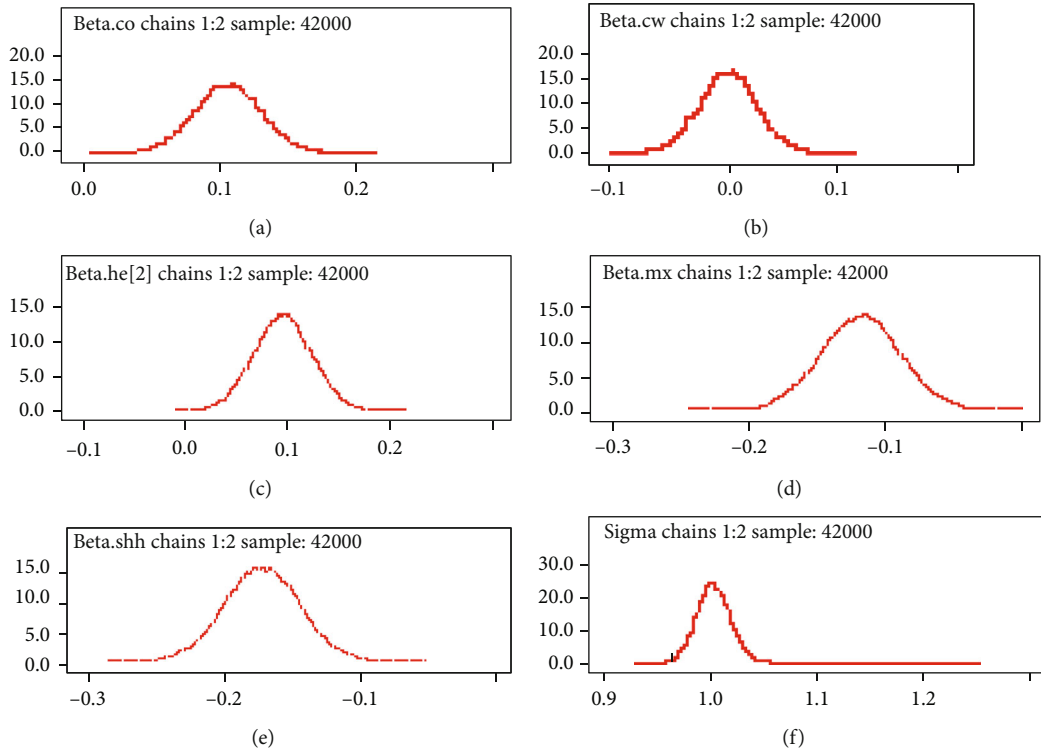 Beta.co chains 1:2 sample: 42000
20.0
15.0
10.0
5.0
0.0
0.0 0.1 0.2
(a)
Beta.cw chains 1:2 sample: 42000
20.0
15.0
10.0
5.0
0.0
–0.1 0.0 0.1
(b)
Beta.he[2] chains 1:2 sample: 42000
15.0
10.0
5.0
0.0
–0.1 0.0 0.1 0.2
(c)
Beta.mx chains 1:2 sample: 42000
15.0
10.0
5.0
0.0
–0.3 –0.2 –0.1
(d)
Beta.shh chains 1:2 sample: 42000
15.0
10.0
5.0
0.0
–0.3 –0.2 –0.1
(e)
Sigma chains 1:2 sample: 42000
30.0
20.0
10.0
0.0
0.9 1.0 1.1 1.2
(f)